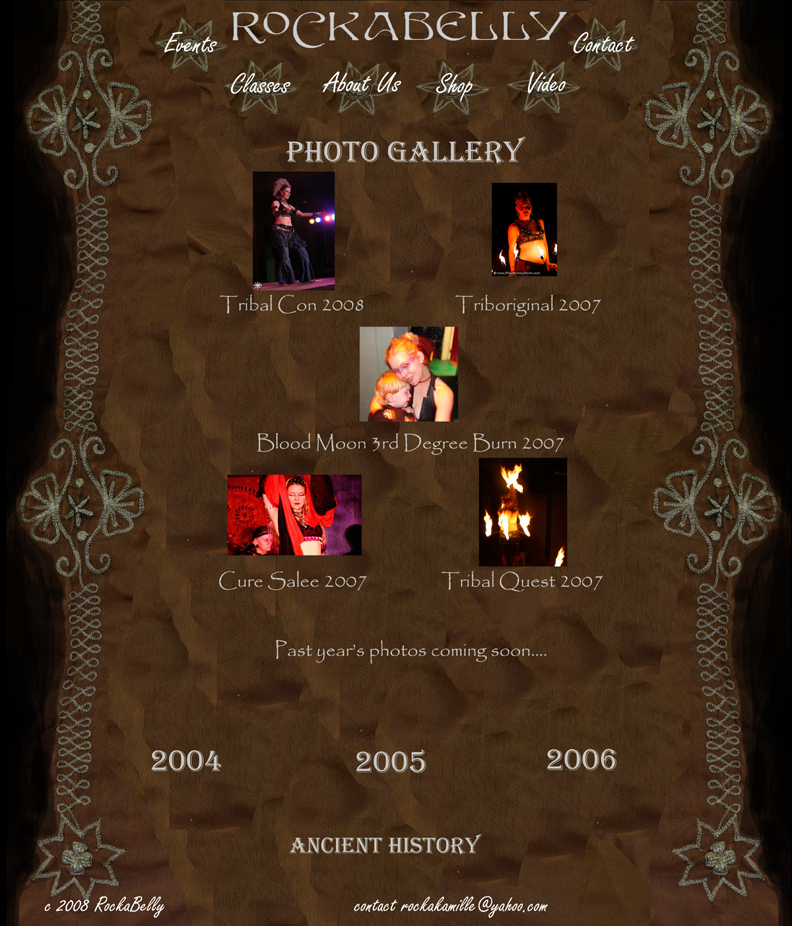 ROCKABELLY
Events
Contact
Classes
About Us
Shop
Video
PHOTO GALLERY
Tribal Con 2008
Triboriginal 2007
Blood Moon 3rd Degree Burn 2007
Cure Salee 2007
Tribal Quest 2007
Past year's photos coming soon....
2004
2005
2006
ANCIENT HISTORY
c 2008 RockaBelly
contact rockakamille@yahoo.com